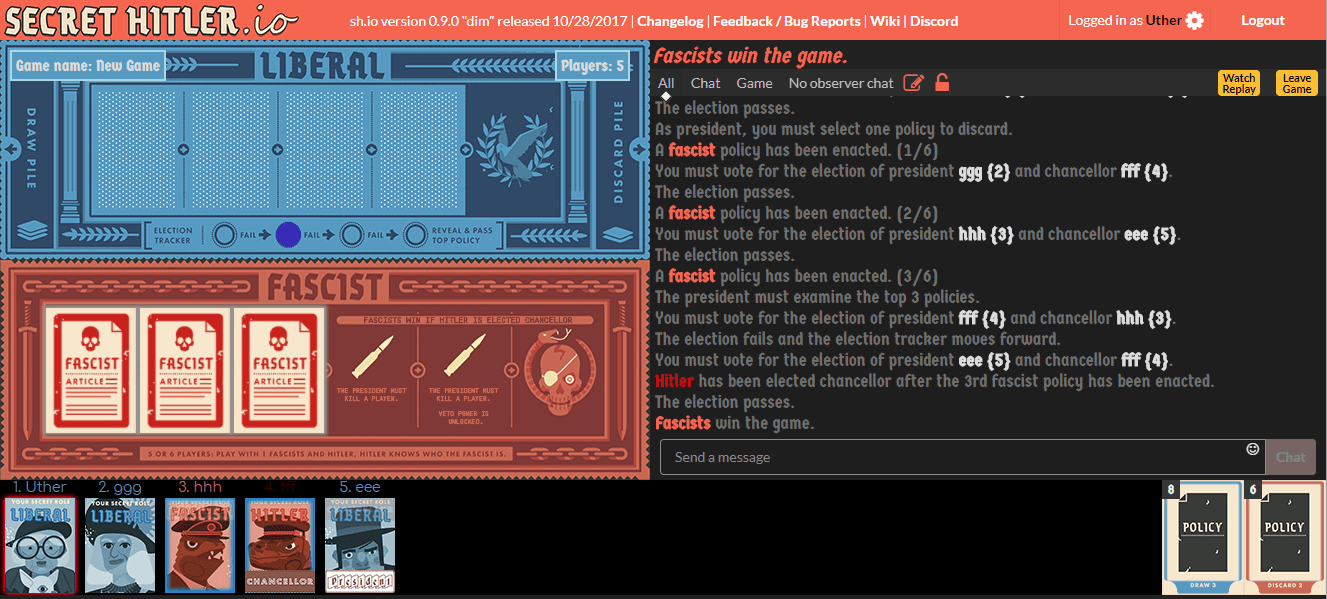 SECRET HITLER.io
sh.io version 0.9.0 "dim" released 10/28/2017 | Changelog | Feedback / Bug Reports | Wiki | Discord
Logged in as Uther
Logout
Game name: New Game
LIBERAL
Players: 5
DRAW PILE
DISCARD PILE
ELECTION TRACKER
FAIL
FAIL
FAIL
REVEAL & PASS TOP POLICY
FASCIST
FASCIST
ARTICLE
FASCIST
ARTICLE
FASCIST
ARTICLE
FASCISTS WIN IF HITLER IS ELECTED CHANCELLOR
THE PRESIDENT MUST KILL A PLAYER.
THE PRESIDENT MUST KILL A PLAYER.
VETO POWER IS UNLOCKED.
5 OR 6 PLAYERS: PLAY WITH 1 FASCISTS AND HITLER, HITLER KNOWS WHO THE FASCIST IS.
Fascists win the game.
All Chat Game No observer chat
Watch Replay
Leave Game
The election passes.
As president, you must select one policy to discard.
A fascist policy has been enacted. (1/6)
You must vote for the election of president ggg {2} and chancellor fff {4}.
The election passes.
A fascist policy has been enacted. (2/6)
You must vote for the election of president hhh {3} and chancellor eee {5}.
The election passes.
A fascist policy has been enacted. (3/6)
The president must examine the top 3 policies.
You must vote for the election of president fff {4} and chancellor hhh {3}.
The election fails and the election tracker moves forward.
You must vote for the election of president eee {5} and chancellor fff {4}.
Hitler has been elected chancellor after the 3rd fascist policy has been enacted.
The election passes.
Fascists win the game.
Send a message
Chat
1. Uther
2. ggg
3. hhh
4. fff
5. eee
YOUR SECRET ROLE
LIBERAL
YOUR SECRET ROLE
LIBERAL
FASCIST
HITLER
CHANCELLOR
YOUR SECRET ROLE
LIBERAL
President
8
POLICY
DRAW 3
6
POLICY
DISCARD 2